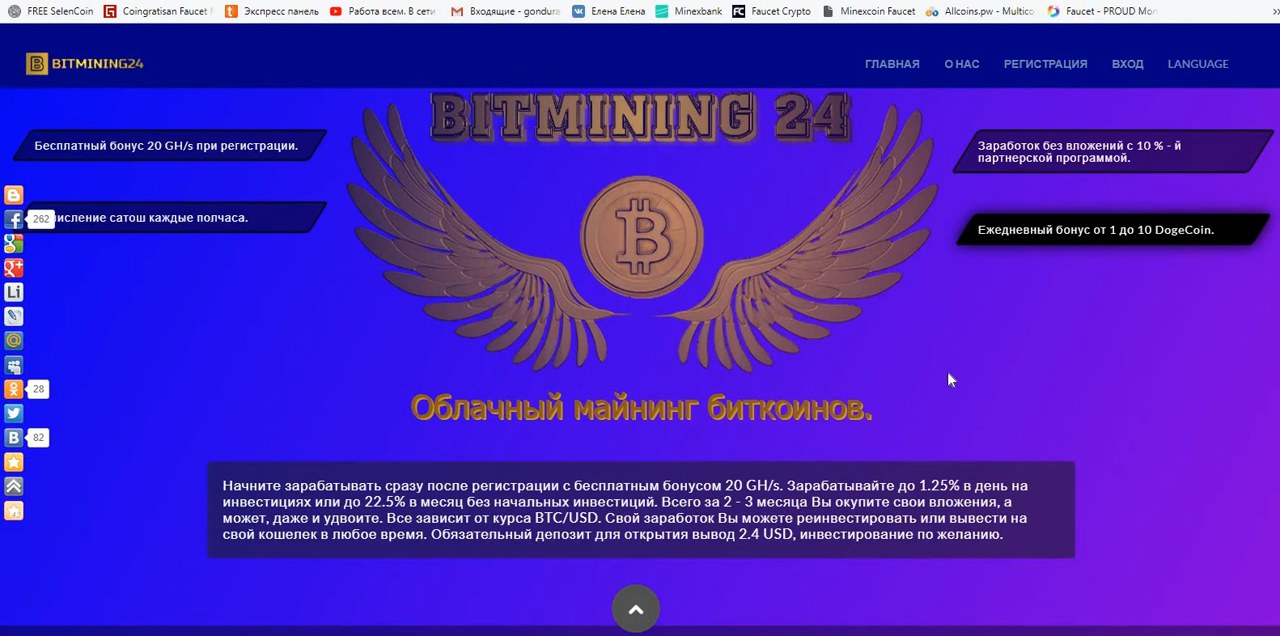 FREE SelenCoin
Coingratisan Faucet
Экспресс панель
Работа всем. В сети
Входящие - gondura
Елена Елена
Minexbank
Faucet Crypto
Minexcoin Faucet
Allcoins.pw - Multico
Faucet - PROUD Mon
BITMINING24
ГЛАВНАЯ
О НАС
РЕГИСТРАЦИЯ
ВХОД
LANGUAGE
BITMINING 24
Бесплатный бонус 20 GH/s при регистрации.
Заработок без вложений с 10 % - й
партнерской программой.
сатош каждые полчаса.
262
Ежедневный бонус от 1 до 10 DogeCoin.
28
82
Облачный майнинг биткоинов.
Начните зарабатывать сразу после регистрации с бесплатным бонусом 20 GH/s. Зарабатывайте до 1.25% в день на
инвестициях или до 22.5% в месяц без начальных инвестиций. Всего за 2 - 3 месяца Вы окупите свои вложения, а
может, даже и удвоите. Все зависит от курса BTC/USD. Свой заработок Вы можете реинвестировать или вывести на
свой кошелек в любое время. Обязательный депозит для открытия вывод 2.4 USD, инвестирование по желанию.